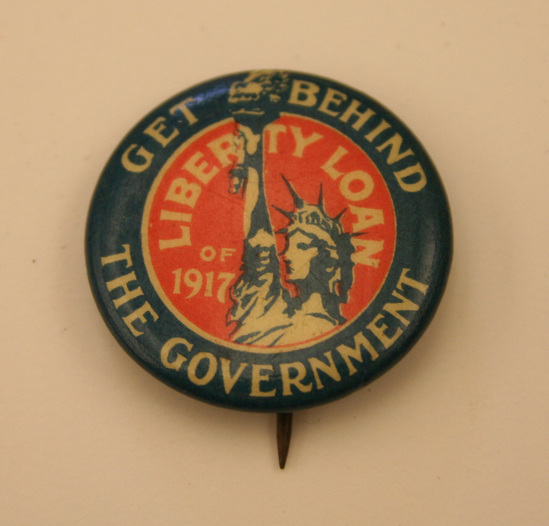 GET BEHIND
THE GOVERNMENT
LIBERTY LOAN
OF
1917